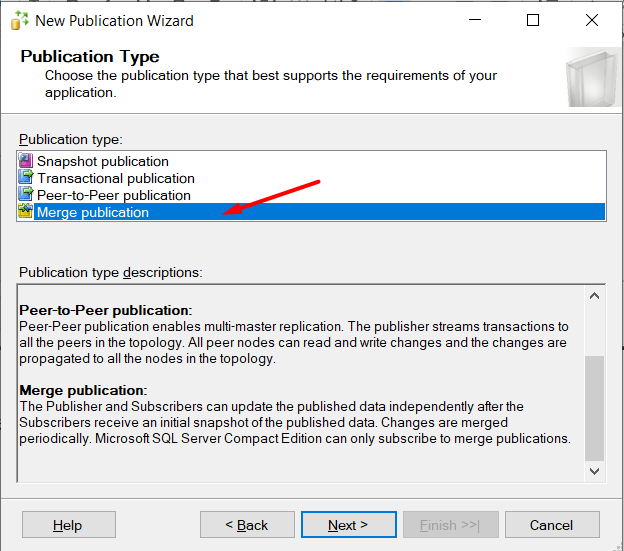 New Publication Wizard
Publication Type
Choose the publication type that best supports the requirements of your
application.
Publication type:
Snapshot publication
Transactional publication
Peer-to-Peer publication
Merge publication
Publication type descriptions:
Peer-to-Peer publication:
Peer-Peer publication enables multi-master replication. The publisher streams transactions to
all the peers in the topology. All peer nodes can read and write changes and the changes are
propagated to all the nodes in the topology.
Merge publication:
The Publisher and Subscribers can update the published data independently after the
Subscribers receive an initial snapshot of the published data. Changes are merged
periodically. Microsoft SQL Server Compact Edition can only subscribe to merge publications.
Help
< Back
Next >
Finish >>|
Cancel